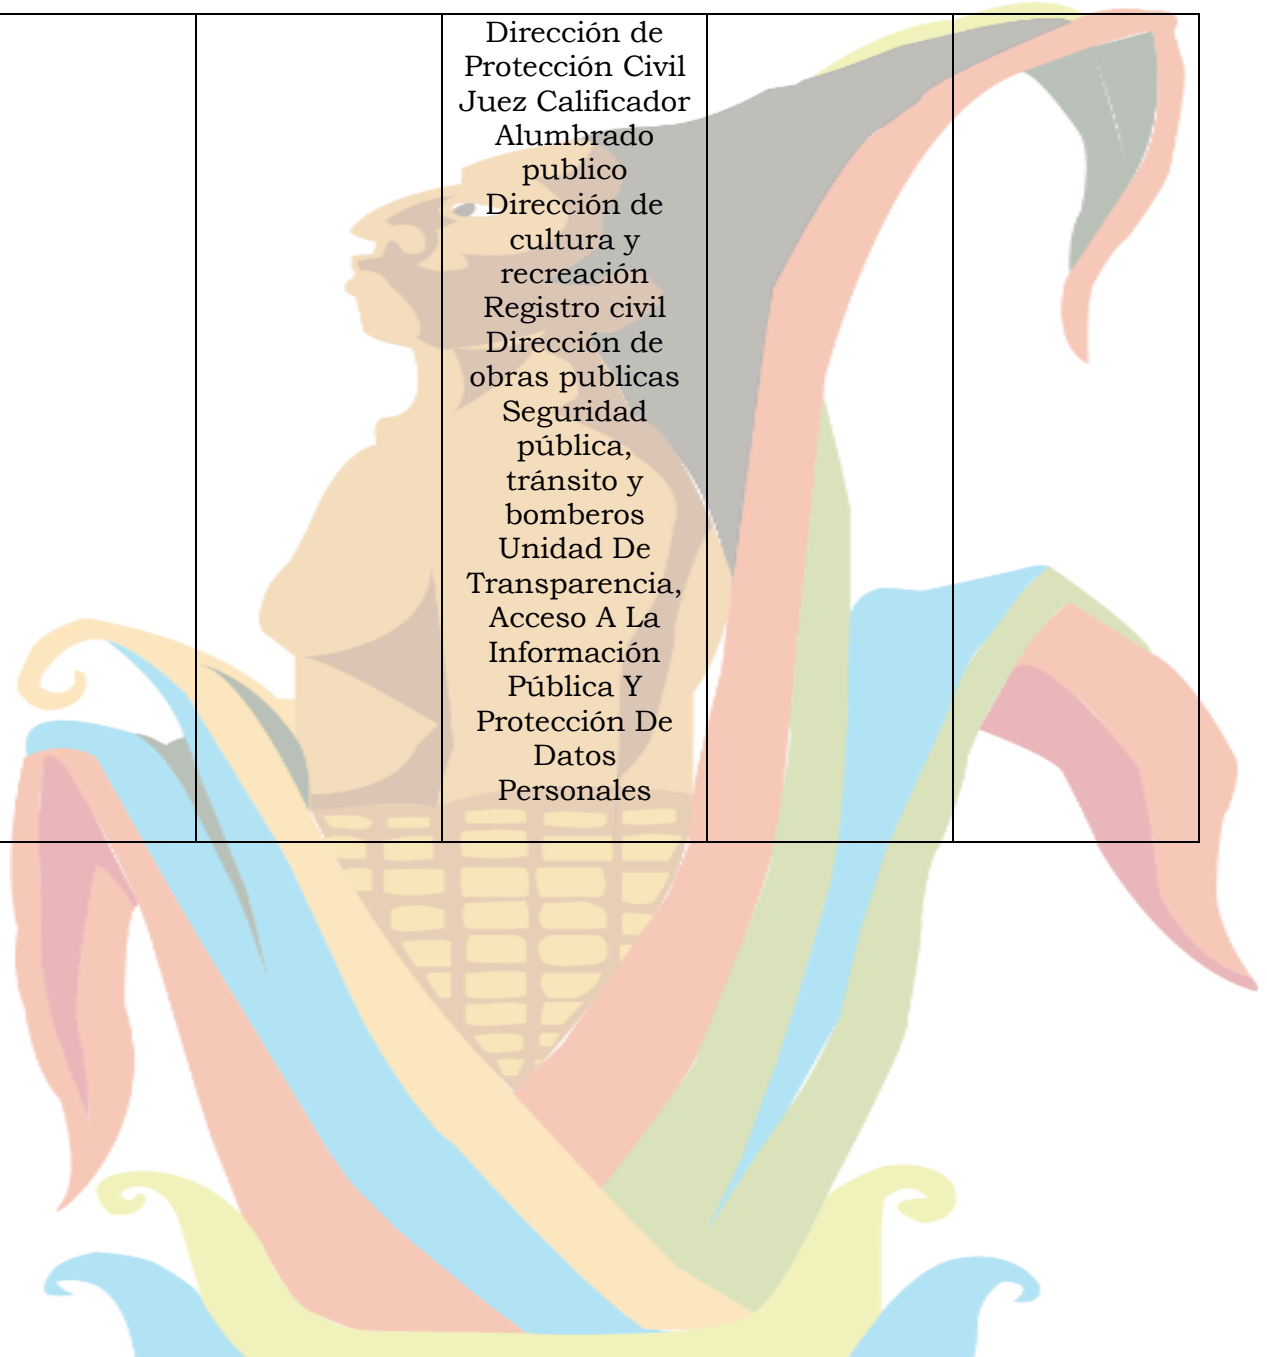 Dirección de
Protección Civil
Juez Calificador
Alumbrado
publico
Dirección de
cultura y
recreación
Registro civil
Dirección de
obras publicas
Seguridad
pública,
tránsito y
bomberos
Unidad De
Transparencia,
Acceso A La
Información
Pública Y
Protección De
Datos
Personales